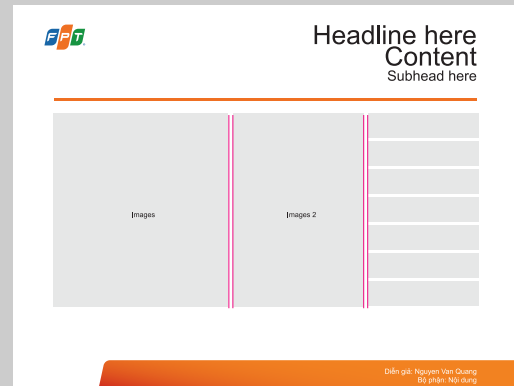 FPT
Headline here
Content
Subhead here
Images
Images 2
Diễn giả: Nguyen Van Quang
Bộ phận: Nội dung